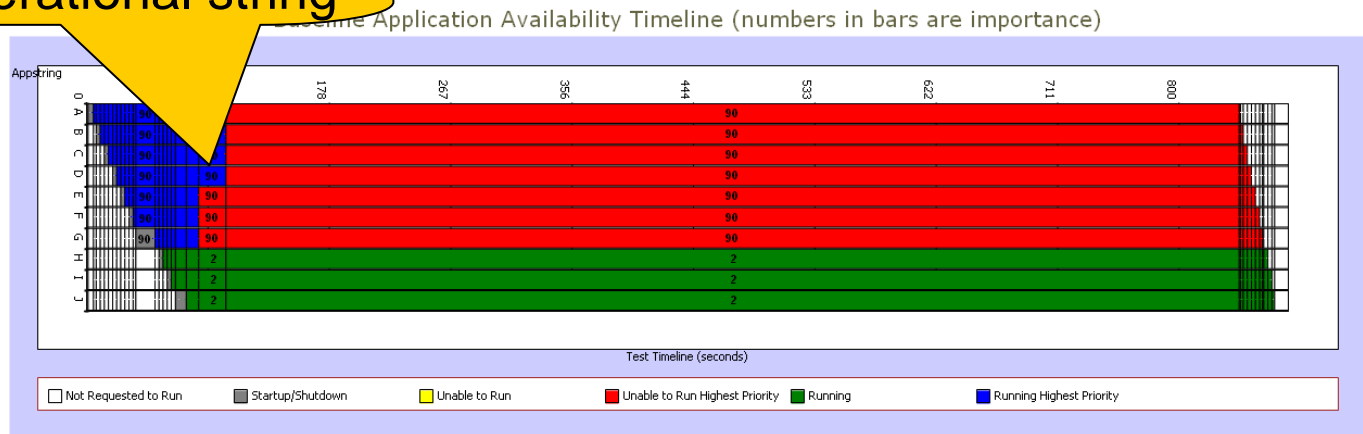 erational string
Baseline Application Availability Timeline (numbers in bars are importance)
Appstring
0 178 267 356 444 533 622 711 800
A 90 90
B 90 90
C 90 90
D 90 90 90
E 90 90 90
F 90 90 90
G 90 90 90
H 2 2
I 2 2
J 2 2
Test Timeline (seconds)
Not Requested to Run Startup/Shutdown Unable to Run Unable to Run Highest Priority Running Running Highest Priority